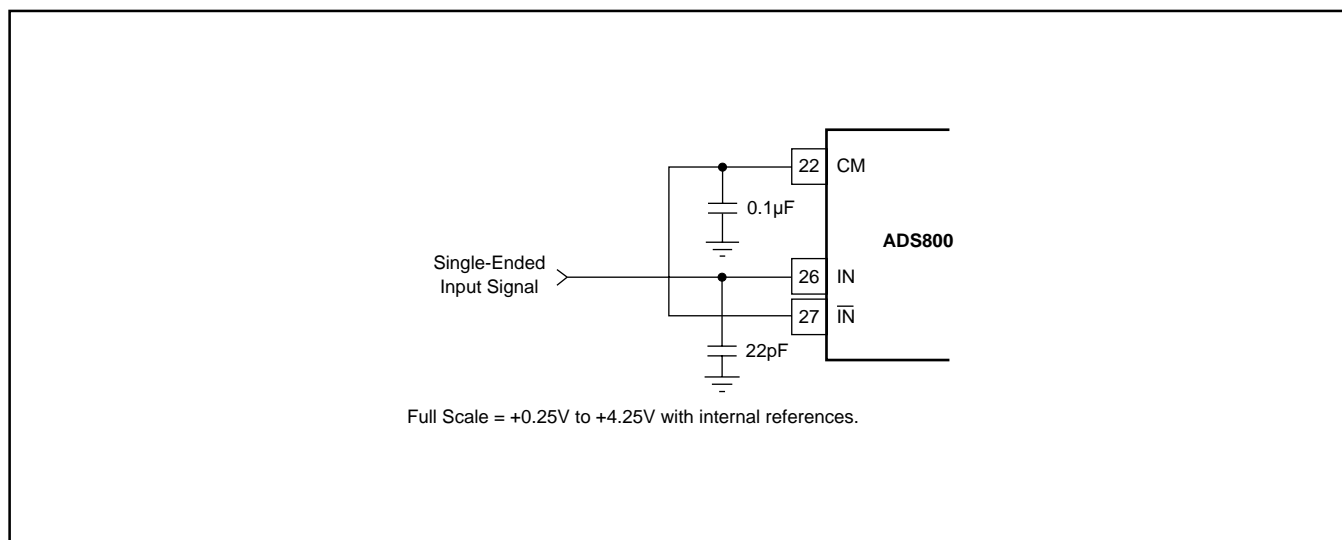 22 CM
0.1µF
ADS800
Single-Ended
Input Signal
26 IN
27 I̅N̅
22pF
Full Scale = +0.25V to +4.25V with internal references.